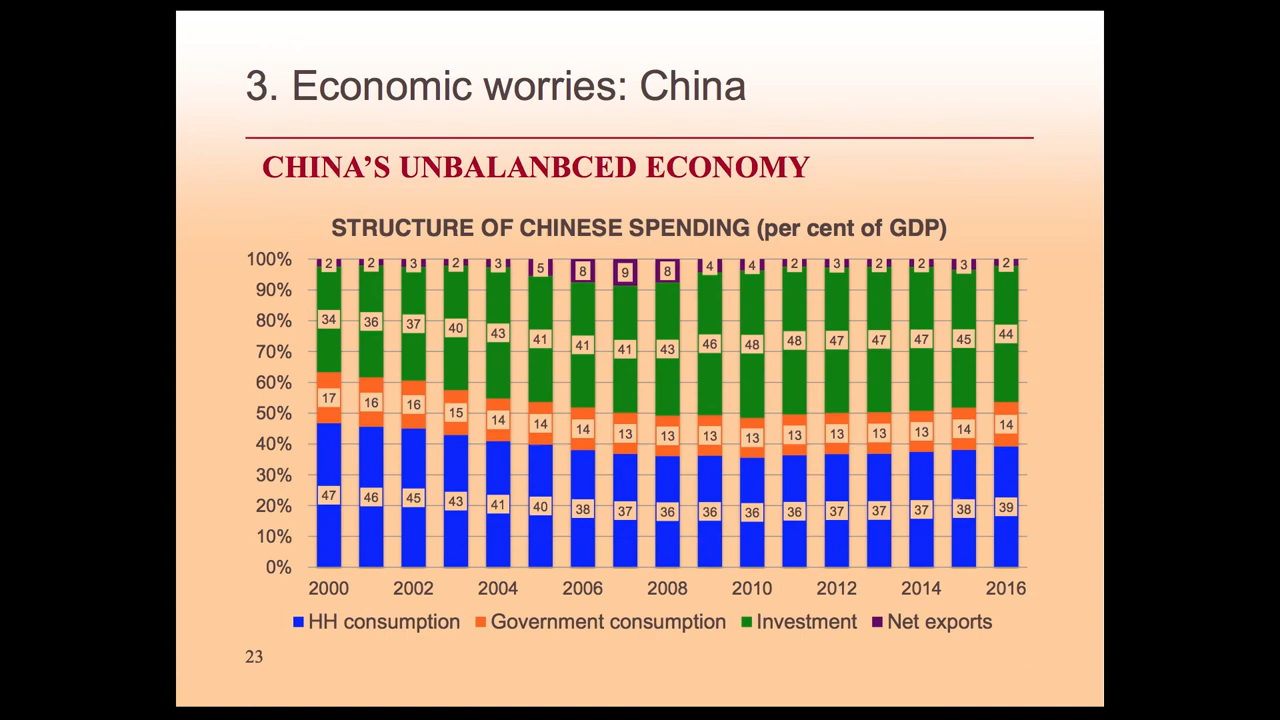 3. Economic worries: China
CHINA'S UNBALANBCED ECONOMY
STRUCTURE OF CHINESE SPENDING (per cent of GDP)
100%
90%
80%
70%
60%
50%
40%
30%
20%
10%
0%
2 2 3 2 3 5 8 9 8 4 4 2 3 2 2 3 2
34 36 37 40 43 41 41 41 43 46 48 48 47 47 47 45 44
17 16 16 15 14 14 14 13 13 13 13 13 13 13 13 14 14
47 46 45 43 41 40 38 37 36 36 36 36 37 37 37 38 39
2000 2002 2004 2006 2008 2010 2012 2014 2016
HH consumption Government consumption Investment Net exports
23